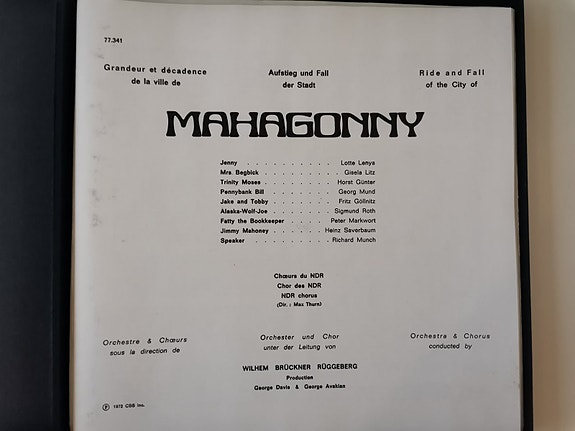 77.341
Grandeur et décadence
de la ville de
Aufstieg und Fall
der Stadt
Ride and Fall
of the City of
MAHAGONNY
Jenny . . . . . . . . . . Lotte Lenya
Mrs. Begbick . . . . . . . . Gisela Litz
Trinity Moses . . . . . . . Horst Günter
Pennybank Bill . . . . . . . Georg Mund
Jake and Tobby . . . . . . Fritz Göllnitz
Alaska-Wolf-Joe . . . . . . Sigmund Roth
Fatty the Bookkeeper . . . . Peter Markwort
Jimmy Mahoney . . . . . . Heinz Saverbaum
Speaker . . . . . . . . . Richard Munch
Chœurs du NDR
Chor des NDR
NDR chorus
(Dir. : Max Thurn)
Orchestre & Chœurs
sous la direction de
Orchester und Chor
unter der Leitung von
Orchestra & Chorus
conducted by
WILHEM BRÜCKNER RÜGGEBERG
Production
George Davis & George Avakian
Ⓟ 1972 CBS Inc.